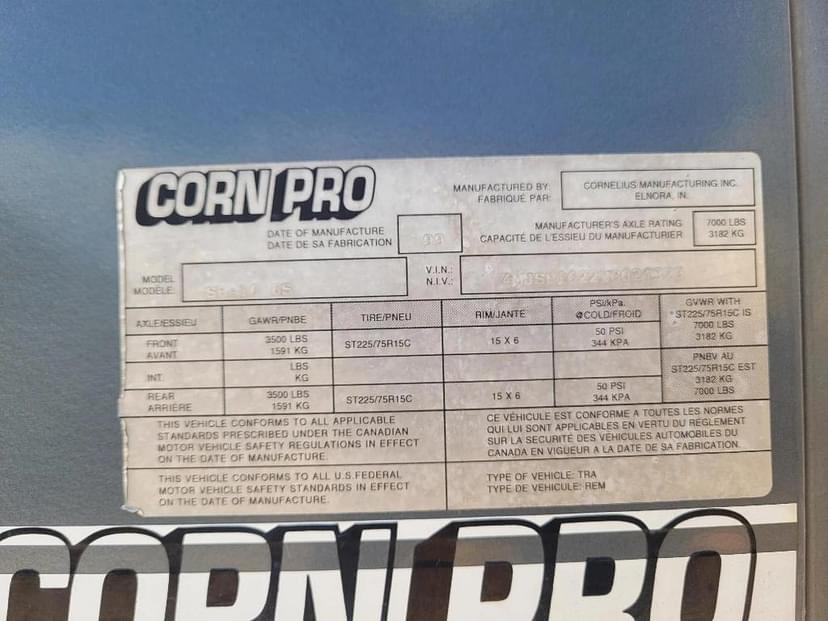 CORN PRO
MANUFACTURED BY:
FABRIQUÉ PAR:
CORNELIUS MANUFACTURING INC.
ELNORA, IN.
DATE OF MANUFACTURE
DATE DE SA FABRICATION
99
MANUFACTURER'S AXLE RATING
CAPACITÉ DE L'ESSIEU DU MANUFACTURIER
7000 LBS
3182 KG
MODEL
MODÈLE:
V.I.N.:
N.I.V.:
AXLE/ESSIEU GAWR/PNBE TIRE/PNEU RIM/JANTE PSI/kPa. @COLD/FROID
GVWR WITH
ST225/75R15C IS
7000 LBS
3182 KG
FRONT AVANT 3500 LBS 1591 KG ST225/75R15C 15 X 6 50 PSI 344 KPA
INT. LBS KG
PNBV AU
ST225/75R15C EST
3182 KG
7000 LBS
REAR ARRIÈRE 3500 LBS 1591 KG ST225/75R15C 15 X 6 50 PSI 344 KPA
THIS VEHICLE CONFORMS TO ALL APPLICABLE
STANDARDS PRESCRIBED UNDER THE CANADIAN
MOTOR VEHICLE SAFETY REGULATIONS IN EFFECT
ON THE DATE OF MANUFACTURE.
CE VÉHICULE EST CONFORME A TOUTES LES NORMES
QUI LUI SONT APPLICABLES EN VERTU DU RÈGLEMENT
SUR LA SECURITÉ DES VÉHICULES AUTOMOBILES DU
CANADA EN VIGUEUR A LA DATE DE SA FABRICATION.
THIS VEHICLE CONFORMS TO ALL U.S.FEDERAL
MOTOR VEHICLE SAFETY STANDARDS IN EFFECT
ON THE DATE OF MANUFACTURE.
TYPE OF VEHICLE: TRA
TYPE DE VÉHICULE: REM
CORN PRO